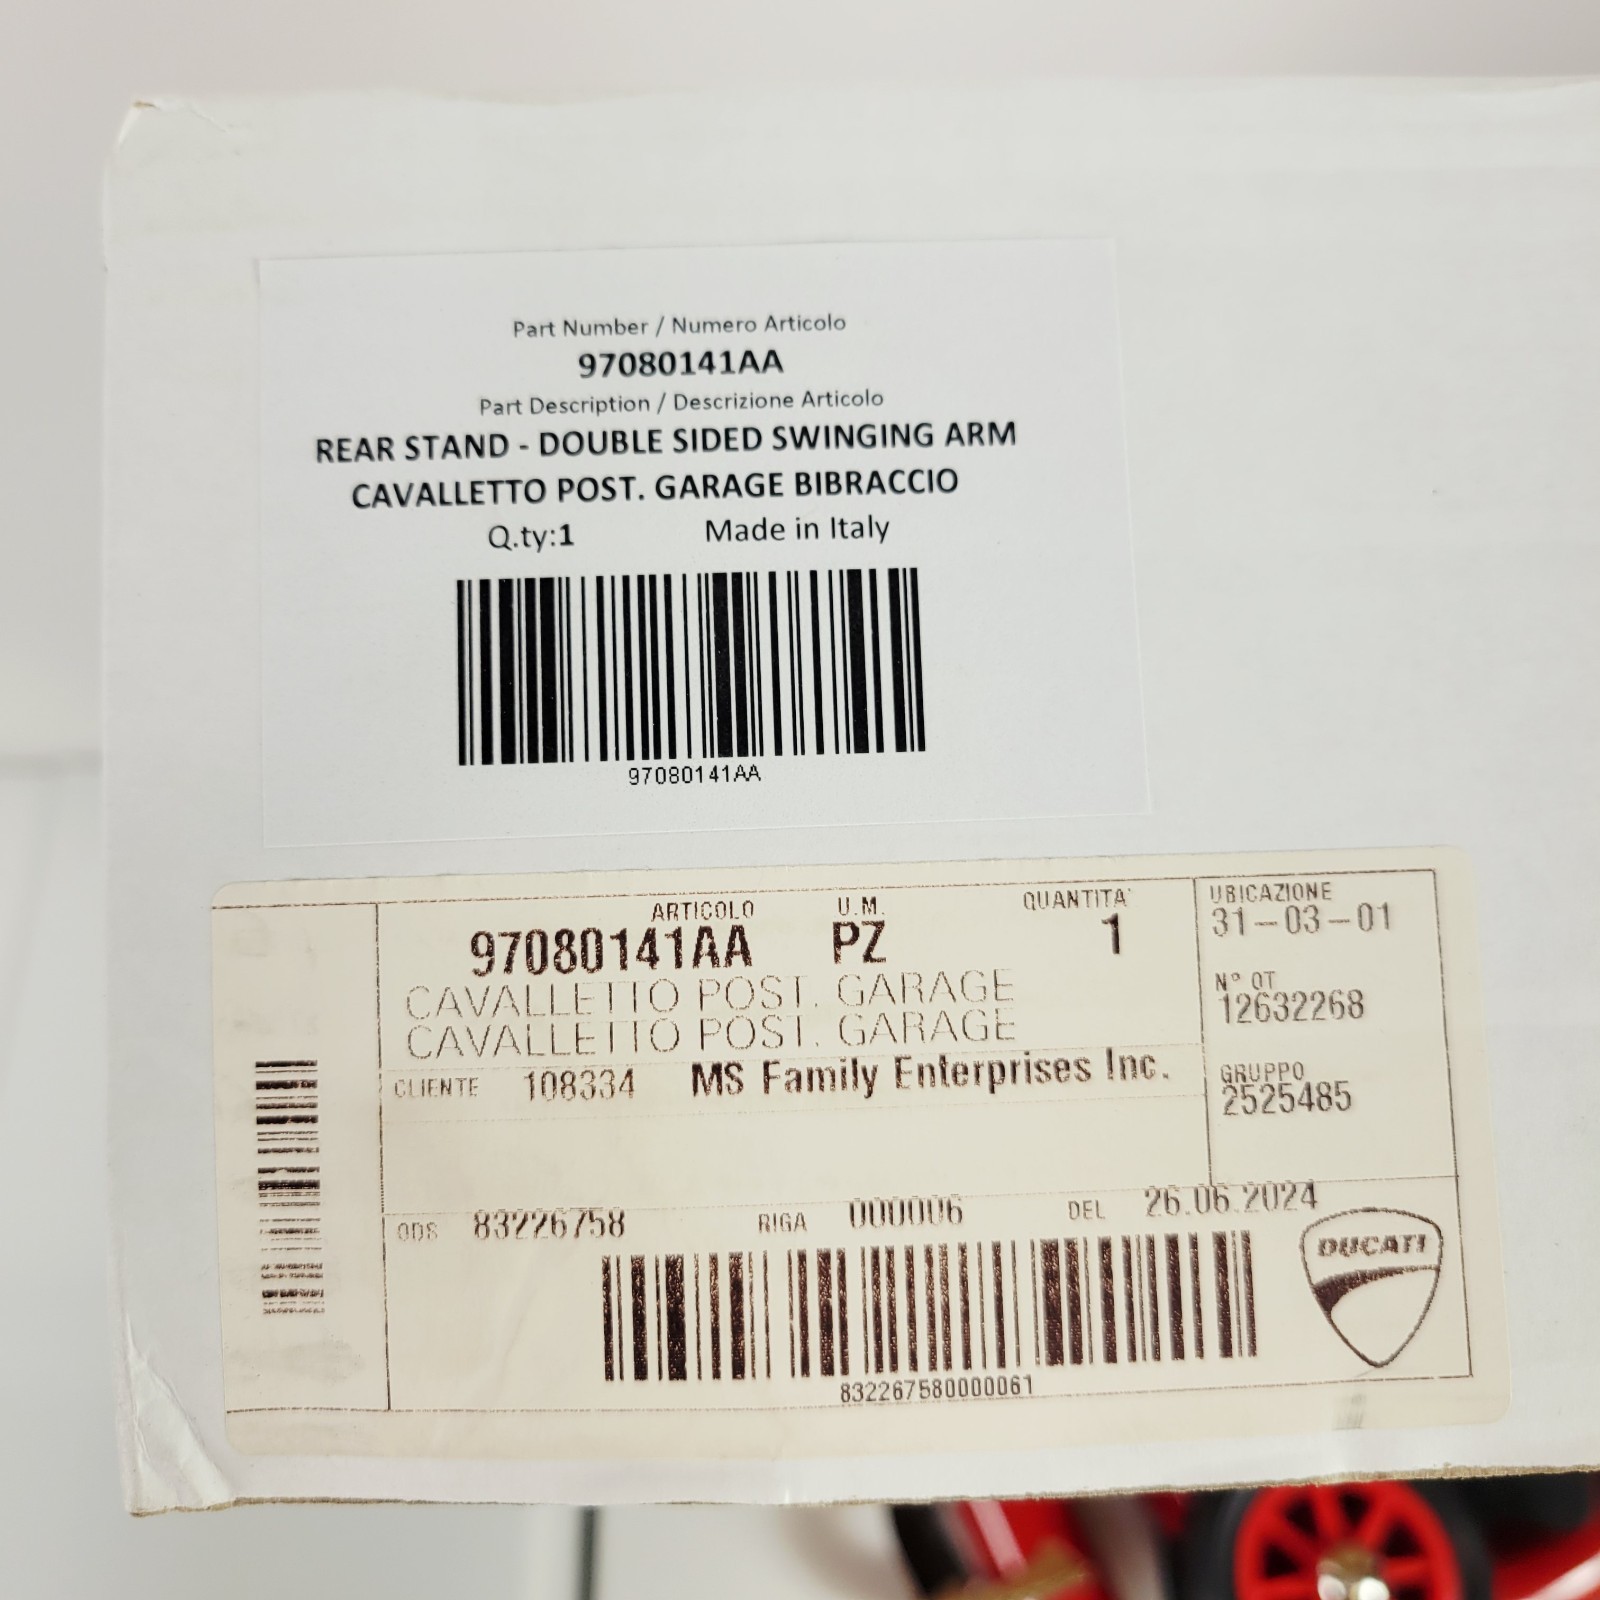 Part Number / Numero Articolo
97080141AA
Part Description / Descrizione Articolo
REAR STAND - DOUBLE SIDED SWINGING ARM
CAVALLETTO POST. GARAGE BIBRACCIO
Q.ty:1 Made in Italy
97080141AA
ARTICOLO U.M. QUANTITA'
97080141AA PZ 1
CAVALLETTO POST. GARAGE
CAVALLETTO POST. GARAGE
CLIENTE 108334 MS Family Enterprises Inc.
UBICAZIONE
31-03-01
N° OT
12632268
GRUPPO
2525485
ODS 83226758 RIGA 000006 DEL 26.06.2024
DUCATI
832267580000061